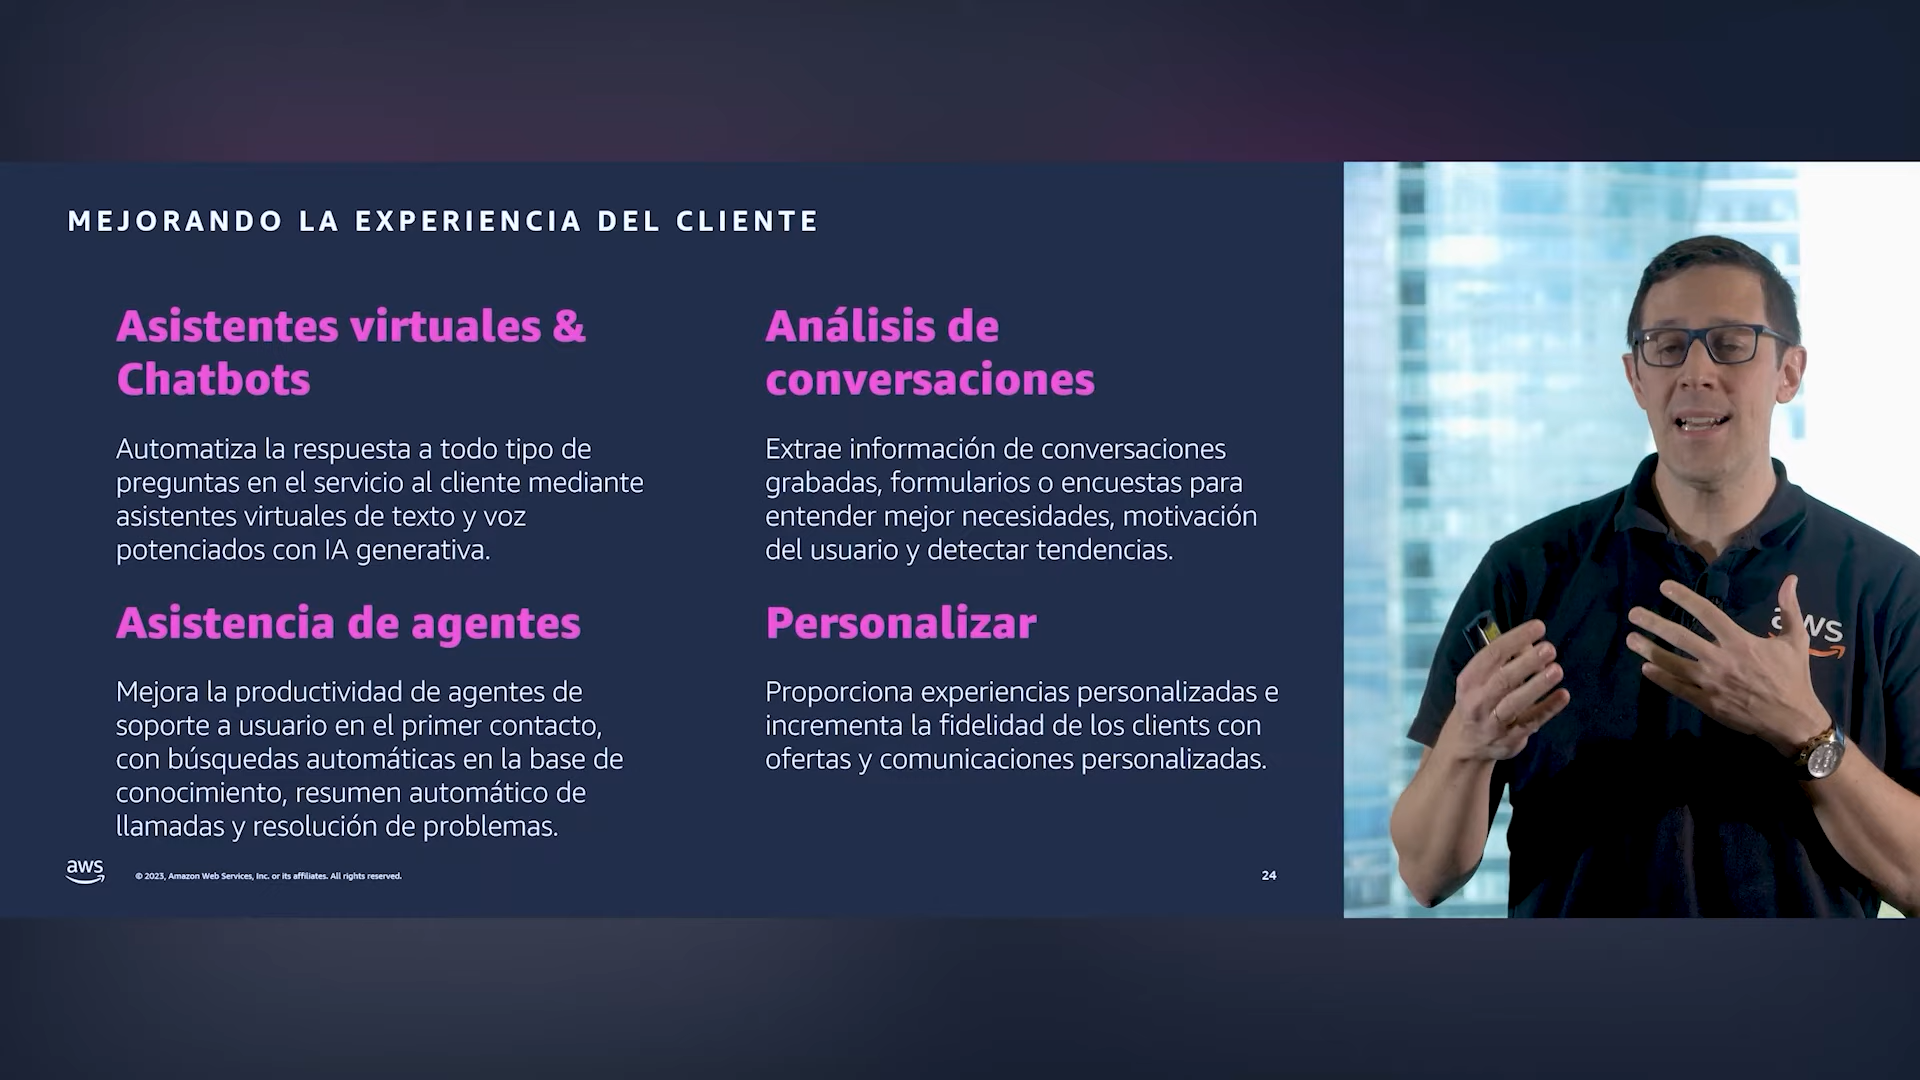 MEJORANDO LA EXPERIENCIA DEL CLIENTE
Asistentes virtuales &
Chatbots
Automatiza la respuesta a todo tipo de
preguntas en el servicio al cliente mediante
asistentes virtuales de texto y voz
potenciados con IA generativa.
Asistencia de agentes
Mejora la productividad de agentes de
soporte a usuario en el primer contacto,
con búsquedas automáticas en la base de
conocimiento, resumen automático de
llamadas y resolución de problemas.
Análisis de
conversaciones
Extrae información de conversaciones
grabadas, formularios o encuestas para
entender mejor necesidades, motivación
del usuario y detectar tendencias.
Personalizar
Proporciona experiencias personalizadas e
incrementa la fidelidad de los clients con
ofertas y comunicaciones personalizadas.
aws
© 2023, Amazon Web Services, Inc. or its affiliates. All rights reserved.
24
aws